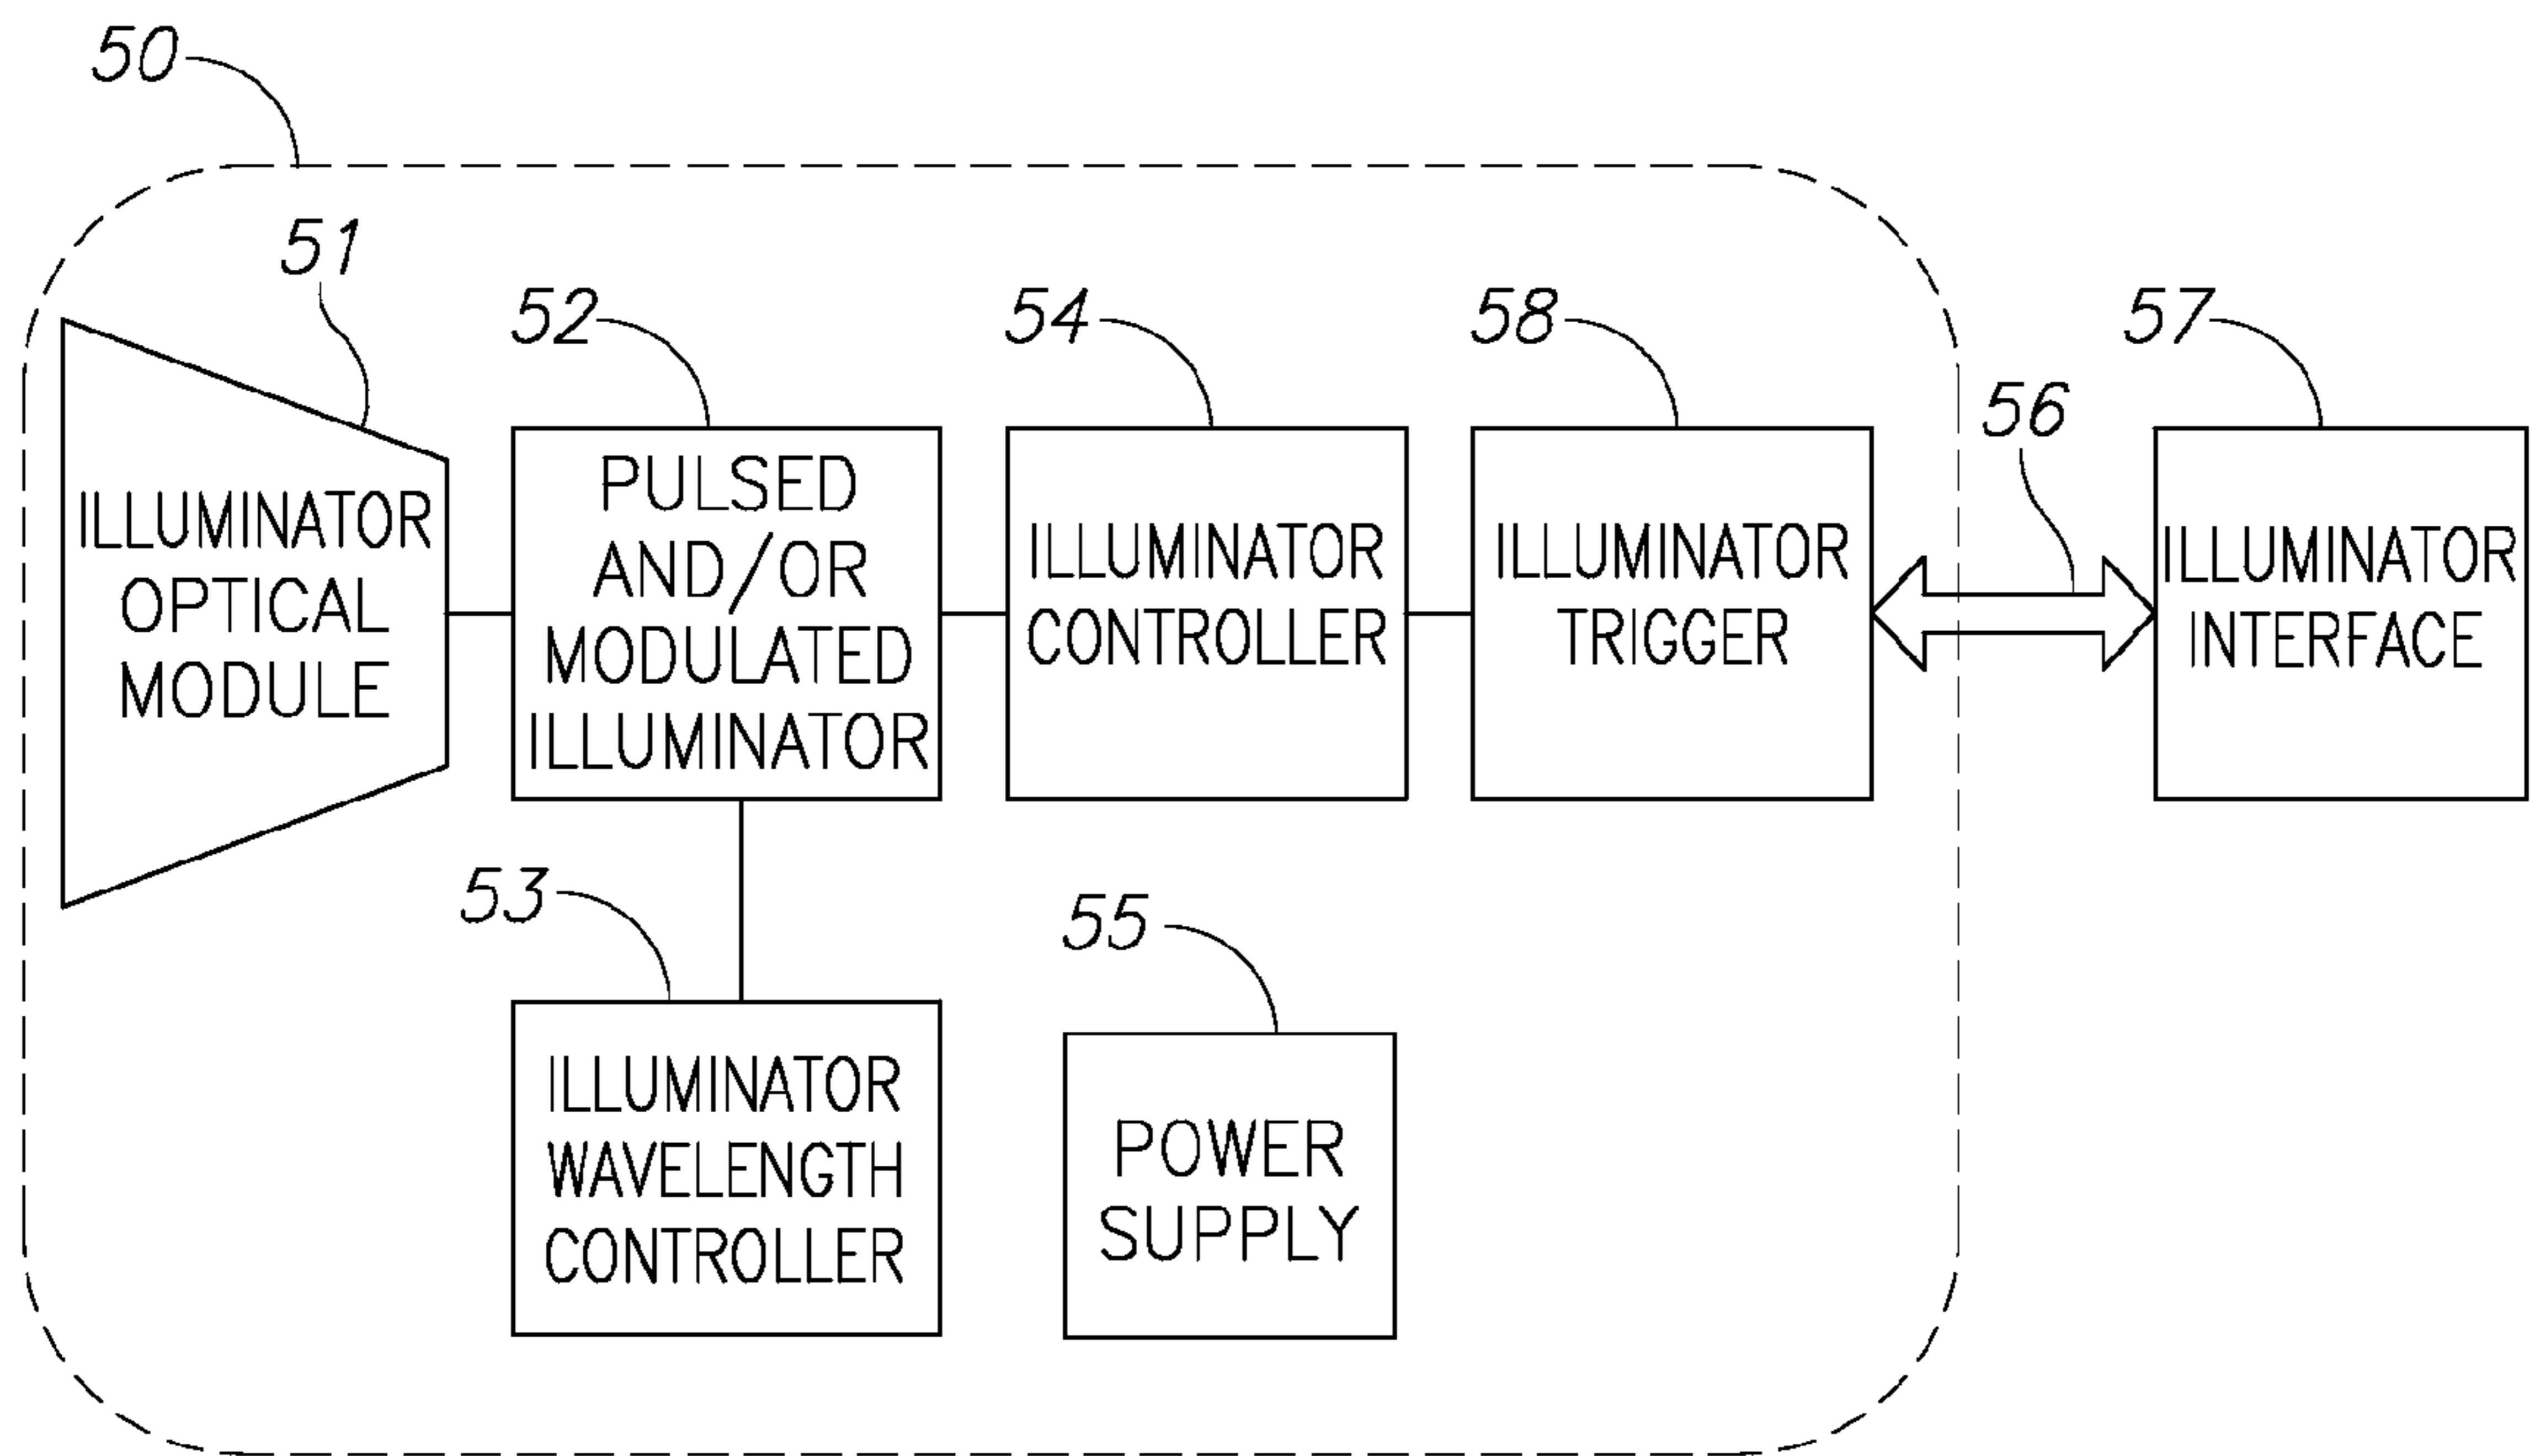 50
51
52
54
58
57
56
ILLUMINATOR
OPTICAL
MODULE
PULSED
AND/OR
MODULATED
ILLUMINATOR
ILLUMINATOR
CONTROLLER
ILLUMINATOR
TRIGGER
ILLUMINATOR
INTERFACE
53
55
ILLUMINATOR
WAVELENGTH
CONTROLLER
POWER
SUPPLY